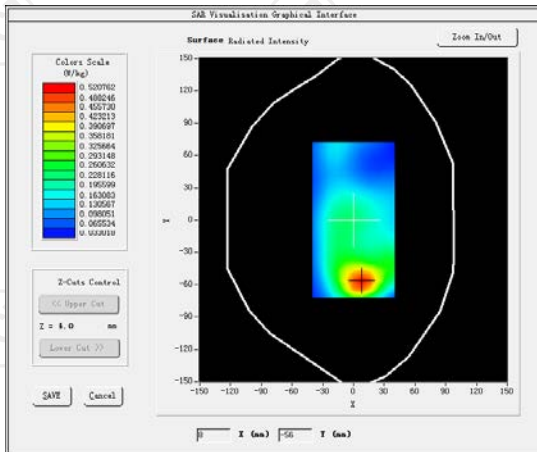 SAR Visualisation Graphical Interface
Surface Radiated Intensity
Zoom In/Out
Colors Scale
(W/kg)
0.520762
0.488246
0.455730
0.423213
0.390697
0.358181
0.325664
0.293148
0.260632
0.228116
0.195599
0.163083
0.130567
0.098051
0.065534
0.033018
150
120
90
60
30
0
-30
-60
-90
-120
-150
Y
-150 -120 -90 -60 -30 0 30 60 90 120 150
X
Z-Cuts Control
<< Upper Cut
Z = 4.0 mm
Lower Cut >>
SAVE Cancel
8 X (mm) -56 Y (mm)